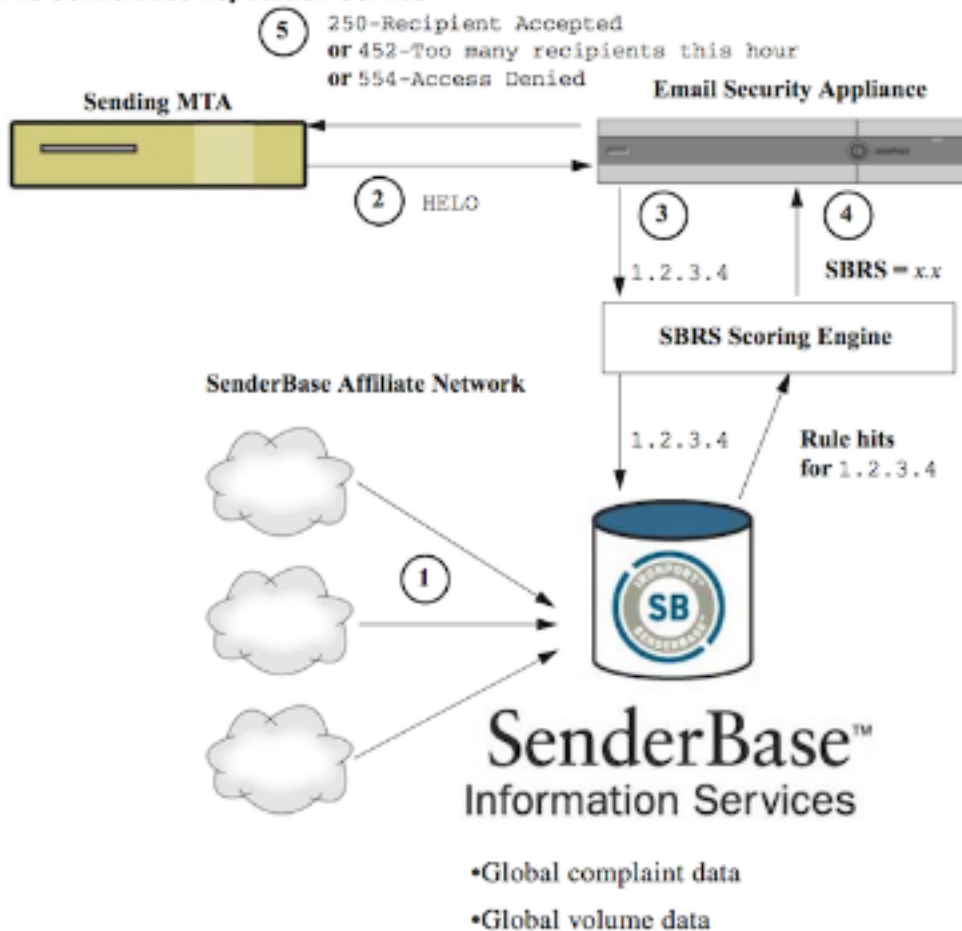 5
250-Recipient Accepted
or 452-Too many recipients this hour
or 554-Access Denied
Sending MTA
Email Security Appliance
2
HELO
3
4
1.2.3.4
SBRS = x.x
SBRS Scoring Engine
SenderBase Affiliate Network
1.2.3.4
Rule hits
for 1.2.3.4
1
IRONPORT™
SB
SENDERBASE™
SenderBase™
Information Services
•Global complaint data
•Global volume data